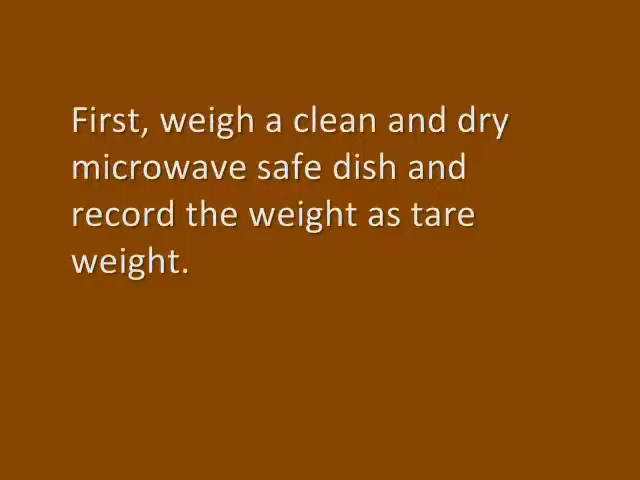 First, weigh a clean and dry
microwave safe dish and
record the weight as tare
weight.